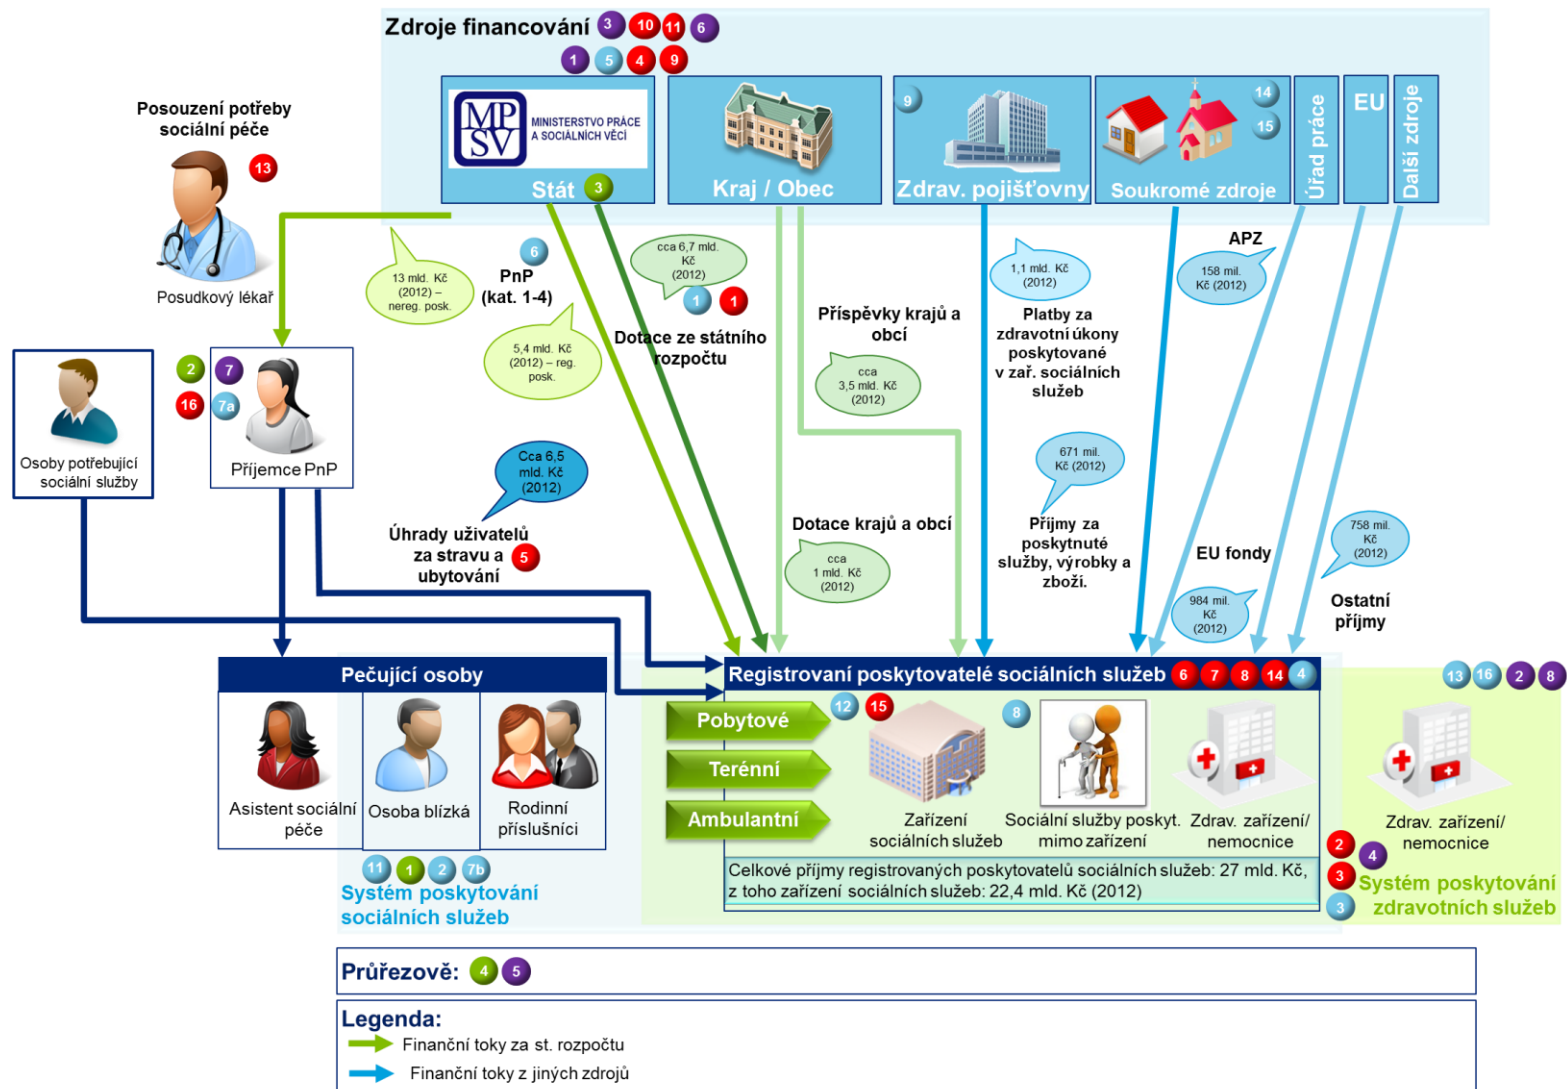 Zdroje financování 3 10 11 6
1 5 4 9
Posouzení potřeby
sociální péče
13
Posudkový lékař
MP
SV
MINISTERSTVO PRÁCE
A SOCIÁLNÍCH VĚCÍ
Stát 3
Kraj / Obec
9
Zdrav. pojišťovny
14
15
Soukromé zdroje
Úřad práce
EU
Další zdroje
13 mld. Kč
(2012) –
nereg. posk.
6
PnP
(kat. 1-4)
5,4 mld. Kč
(2012) – reg.
posk.
cca 6,7 mld.
Kč
(2012)
1 1
Dotace ze státního
rozpočtu
Příspěvky krajů a
obcí
cca
3,5 mld. Kč
(2012)
1,1 mld. Kč
(2012)
Platby za
zdravotní úkony
poskytované
v zař. sociálních
služeb
APZ
158 mil.
Kč (2012)
Osoby potřebující
sociální služby
2 7
16 7a
Příjemce PnP
Cca 6,5
mld. Kč
(2012)
Úhrady uživatelů
za stravu a 5
ubytování
Dotace krajů a obcí
cca
1 mld. Kč
(2012)
671 mil.
Kč (2012)
Příjmy za
poskytnuté
služby, výrobky a
zboží.
EU fondy
984 mil.
Kč
(2012)
758 mil.
Kč
(2012)
Ostatní
příjmy
Pečující osoby
Asistent sociální
péče
Osoba blízká
Rodinní
příslušníci
11 1 2 7b
Systém poskytování
sociálních služeb
Registrovaní poskytovatelé sociálních služeb 6 7 8 14 4
Pobytové
Terénní
Ambulantní
12 15
Zařízení
sociálních služeb
8
Sociální služby poskyt.
mimo zařízení
Zdrav. zařízení/
nemocnice
Celkové příjmy registrovaných poskytovatelů sociálních služeb: 27 mld. Kč,
z toho zařízení sociálních služeb: 22,4 mld. Kč (2012)
13 16 2 8
Zdrav. zařízení/
nemocnice
2
4
3
3
Systém poskytování
zdravotních služeb
Průřezově: 4 5
Legenda:
Finanční toky za st. rozpočtu
Finanční toky z jiných zdrojů